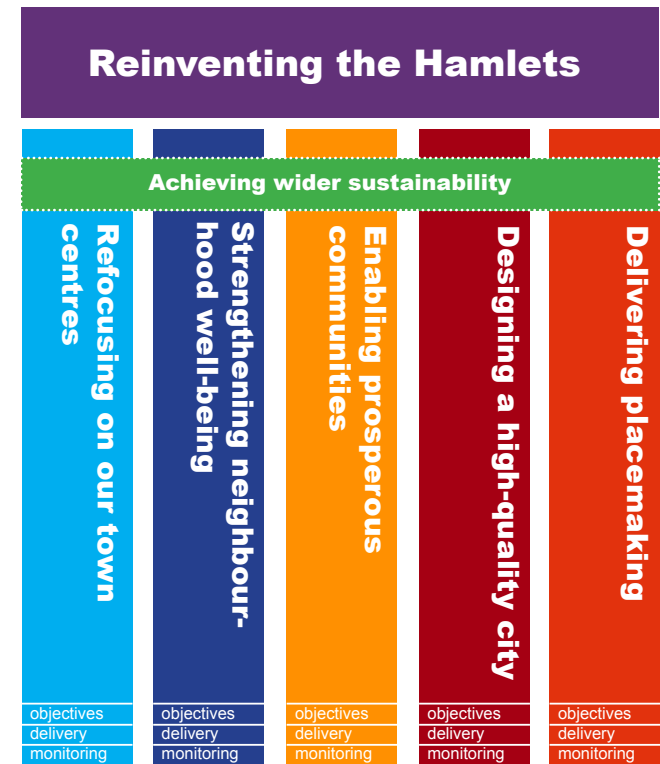 Reinventing the Hamlets
Achieving wider sustainability
Refocusing on our town
centres
Strengthening neighbour-
hood well-being
Enabling prosperous
communities
Designing a high-quality city
Delivering placemaking
objectives
delivery
monitoring
objectives
delivery
monitoring
objectives
delivery
monitoring
objectives
delivery
monitoring
objectives
delivery
monitoring